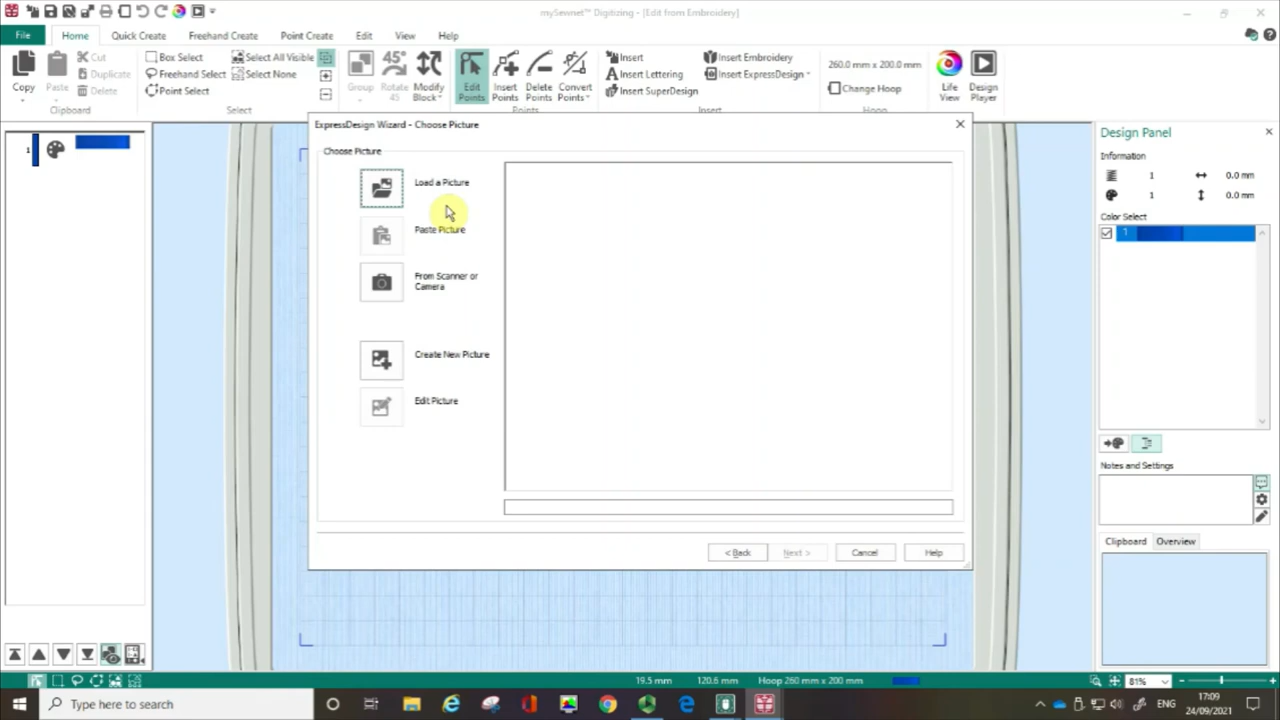 mySewnet™ Digitizing - [Edit from Embroidery]
File
Home
Quick Create
Freehand Create
Point Create
Edit
View
Help
Copy
Paste
Cut
Duplicate
Delete
Clipboard
Box Select
Freehand Select
Point Select
Select All Visible
Select None
Select
Group
Rotate 45
Modify Block
Edit Points
Insert Points
Delete Points
Convert Points
Points
Insert
Insert Lettering
Insert SuperDesign
Insert Embroidery
Insert ExpressDesign
Insert
260.0 mm x 200.0 mm
Change Hoop
Hoop
Life View
Design Player
1
ExpressDesign Wizard - Choose Picture
Choose Picture
Load a Picture
Paste Picture
From Scanner or
Camera
Create New Picture
Edit Picture
< Back
Next >
Cancel
Help
Design Panel
Information
1
0.0 mm
1
0.0 mm
Color Select
1
Notes and Settings
Clipboard
Overview
19.5 mm
120.6 mm
Hoop 260 mm x 200 mm
81%
Type here to search
ENG
17:09
24/09/2021